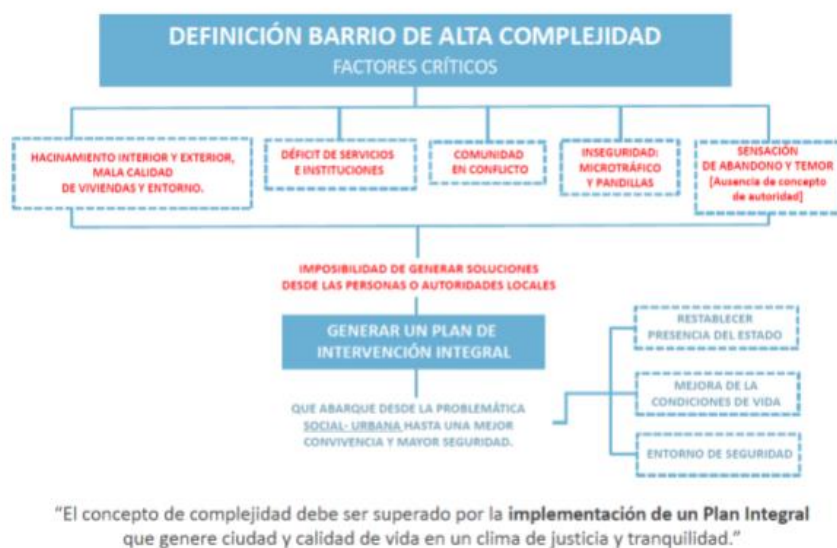 DEFINICIÓN BARRIO DE ALTA COMPLEJIDAD
FACTORES CRÍTICOS
HACINAMIENTO INTERIOR Y EXTERIOR,
MALA CALIDAD
DE VIVIENDAS Y ENTORNO.
DÉFICIT DE SERVICIOS
E INSTITUCIONES
COMUNIDAD
EN CONFLICTO
INSEGURIDAD:
MICROTRÁFICO
Y PANDILLAS
SENSACIÓN
DE ABANDONO Y TEMOR
[Ausencia de concepto
de autoridad]
IMPOSIBILIDAD DE GENERAR SOLUCIONES
DESDE LAS PERSONAS O AUTORIDADES LOCALES
GENERAR UN PLAN DE
INTERVENCIÓN INTEGRAL
QUE ABARQUE DESDE LA PROBLEMÁTICA
SOCIAL- URBANA HASTA UNA MEJOR
CONVIVENCIA Y MAYOR SEGURIDAD.
RESTABLECER
PRESENCIA DEL ESTADO
MEJORA DE LA
CONDICIONES DE VIDA
ENTORNO DE SEGURIDAD
“El concepto de complejidad debe ser superado por la implementación de un Plan Integral
que genere ciudad y calidad de vida en un clima de justicia y tranquilidad.”